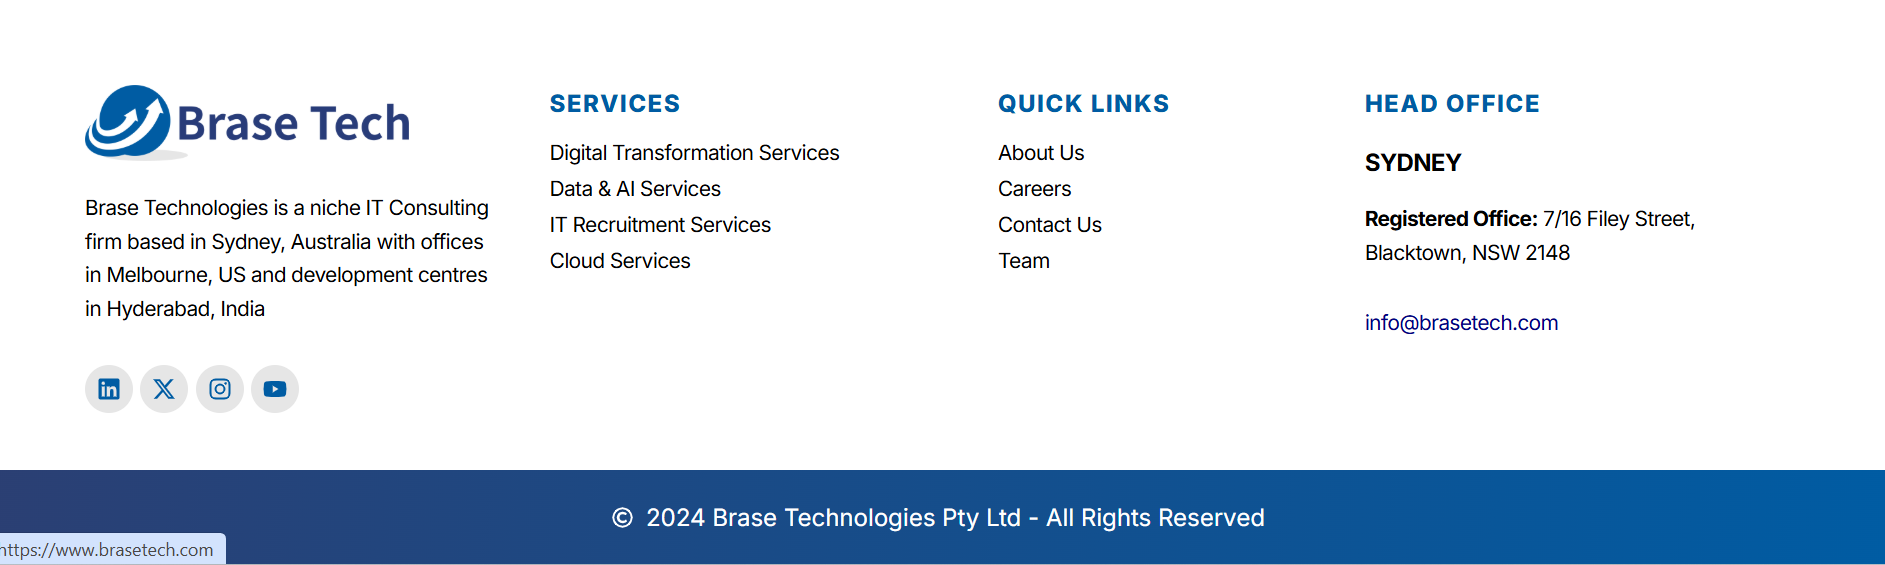 Brase Tech
Brase Technologies is a niche IT Consulting
firm based in Sydney, Australia with offices
in Melbourne, US and development centres
in Hyderabad, India
SERVICES
Digital Transformation Services
Data & AI Services
IT Recruitment Services
Cloud Services
QUICK LINKS
About Us
Careers
Contact Us
Team
HEAD OFFICE
SYDNEY
Registered Office: 7/16 Filey Street,
Blacktown, NSW 2148
info@brasetech.com
© 2024 Brase Technologies Pty Ltd - All Rights Reserved
https://www.brasetech.com